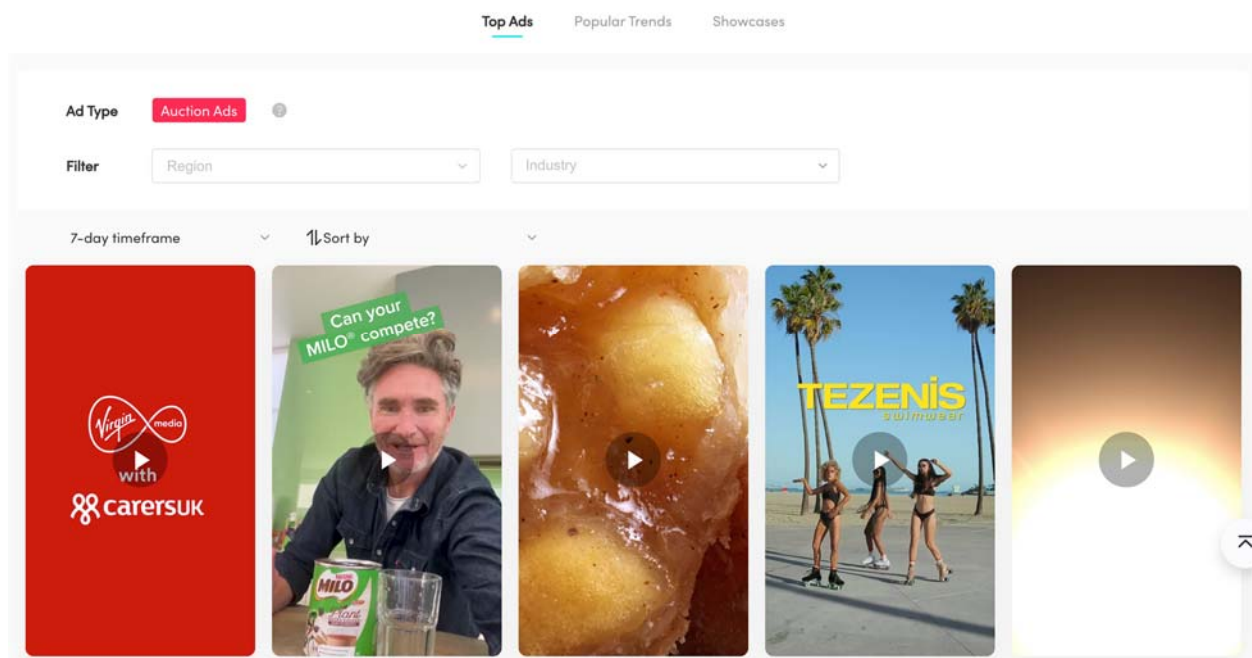 Top Ads Popular Trends Showcases
Ad Type Auction Ads ?
Filter Region Industry
7-day timeframe Sort by
Virgin media
with
carersuk
Can your
MILO® compete?
MILO
Plant
TEZENiS
swimwear